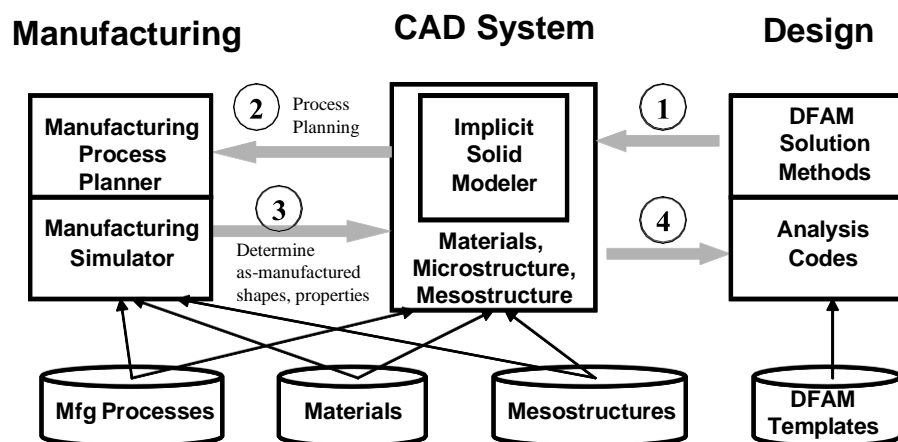 Manufacturing
CAD System
Design
2
Process
Planning
1
Manufacturing
Process
Planner
Implicit
Solid
Modeler
DFAM
Solution
Methods
3
4
Manufacturing
Simulator
Determine
as-manufactured
shapes, properties
Materials,
Microstructure,
Mesostructure
Analysis
Codes
Mfg Processes
Materials
Mesostructures
DFAM
Templates